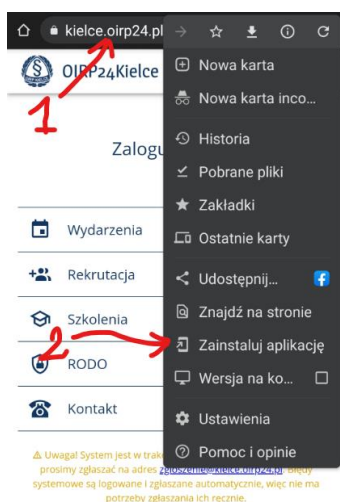 kielce.oirp24.pl
OIRP24Kielce
1
Zalogu
Wydarzenia
Rekrutacja
Szkolenia
2
RODO
Kontakt
⚠ Uwaga! System jest w trak
prosimy zgłaszać na adres zgloszenie@kielce.oirp24.pl. Błędy
systemowe są logowane i zgłaszane automatycznie, więc nie ma
potrzeby zgłaszania ich ręcznie.
Nowa karta
Nowa karta inco...
Historia
Pobrane pliki
Zakładki
Ostatnie karty
Udostępnij...
Znajdź na stronie
Zainstaluj aplikację
Wersja na ko...
Ustawienia
Pomoc i opinie